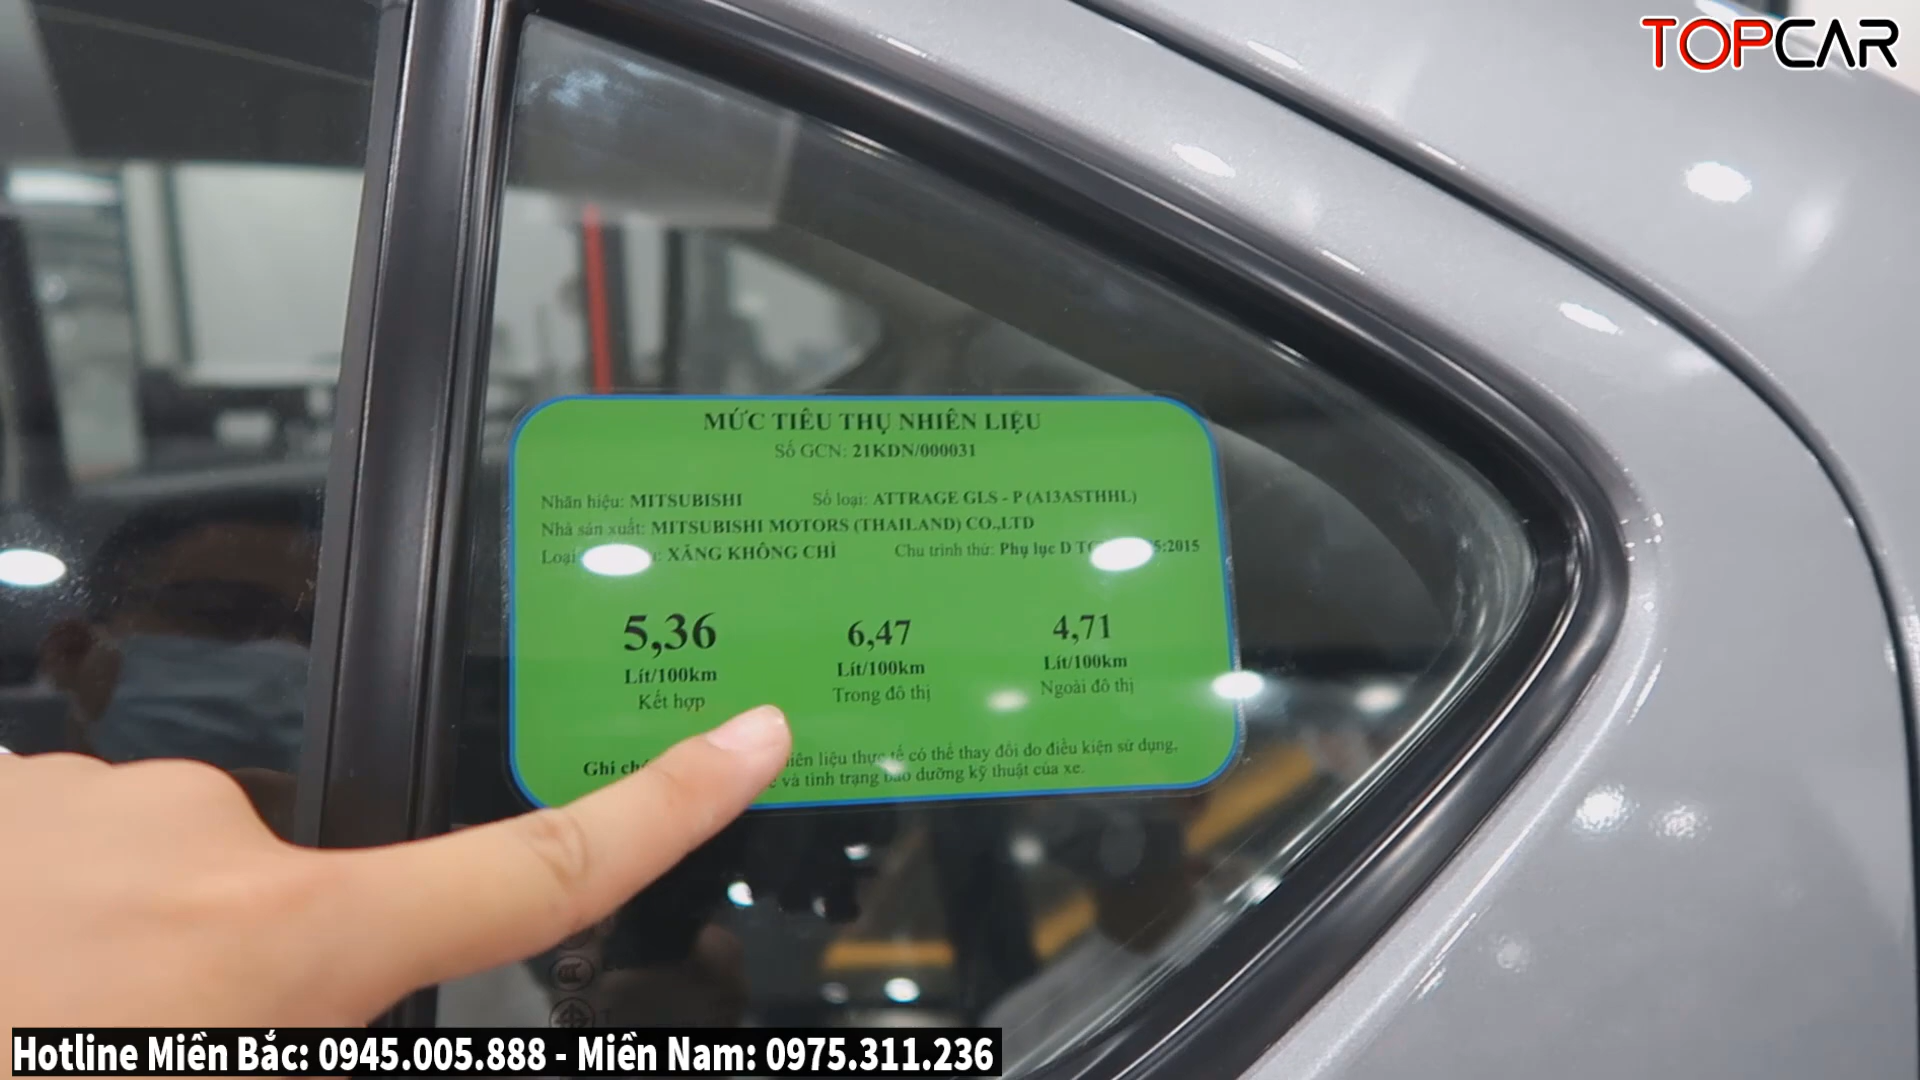 TOPCAR
MỨC TIÊU THỤ NHIÊN LIỆU
Số GCN: 21KDN/000031
Nhãn hiệu: MITSUBISHI Số loại: ATTRAGE GLS - P (A13ASTHHL)
Nhà sản xuất: MITSUBISHI MOTORS (THAILAND) CO.,LTD
Loại XĂNG KHÔNG CHÌ Chu trình thử: Phụ lục D 5:2015
5,36 6,47 4,71
Lít/100km Lít/100km Lít/100km
Kết hợp Trong đô thị Ngoài đô thị
Ghi thực tế có thể thay đổi do điều kiện sử dụng,
và tình trạng bảo dưỡng kỹ thuật của xe.
Hotline Miền Bắc: 0945.005.888 - Miền Nam: 0975.311.236